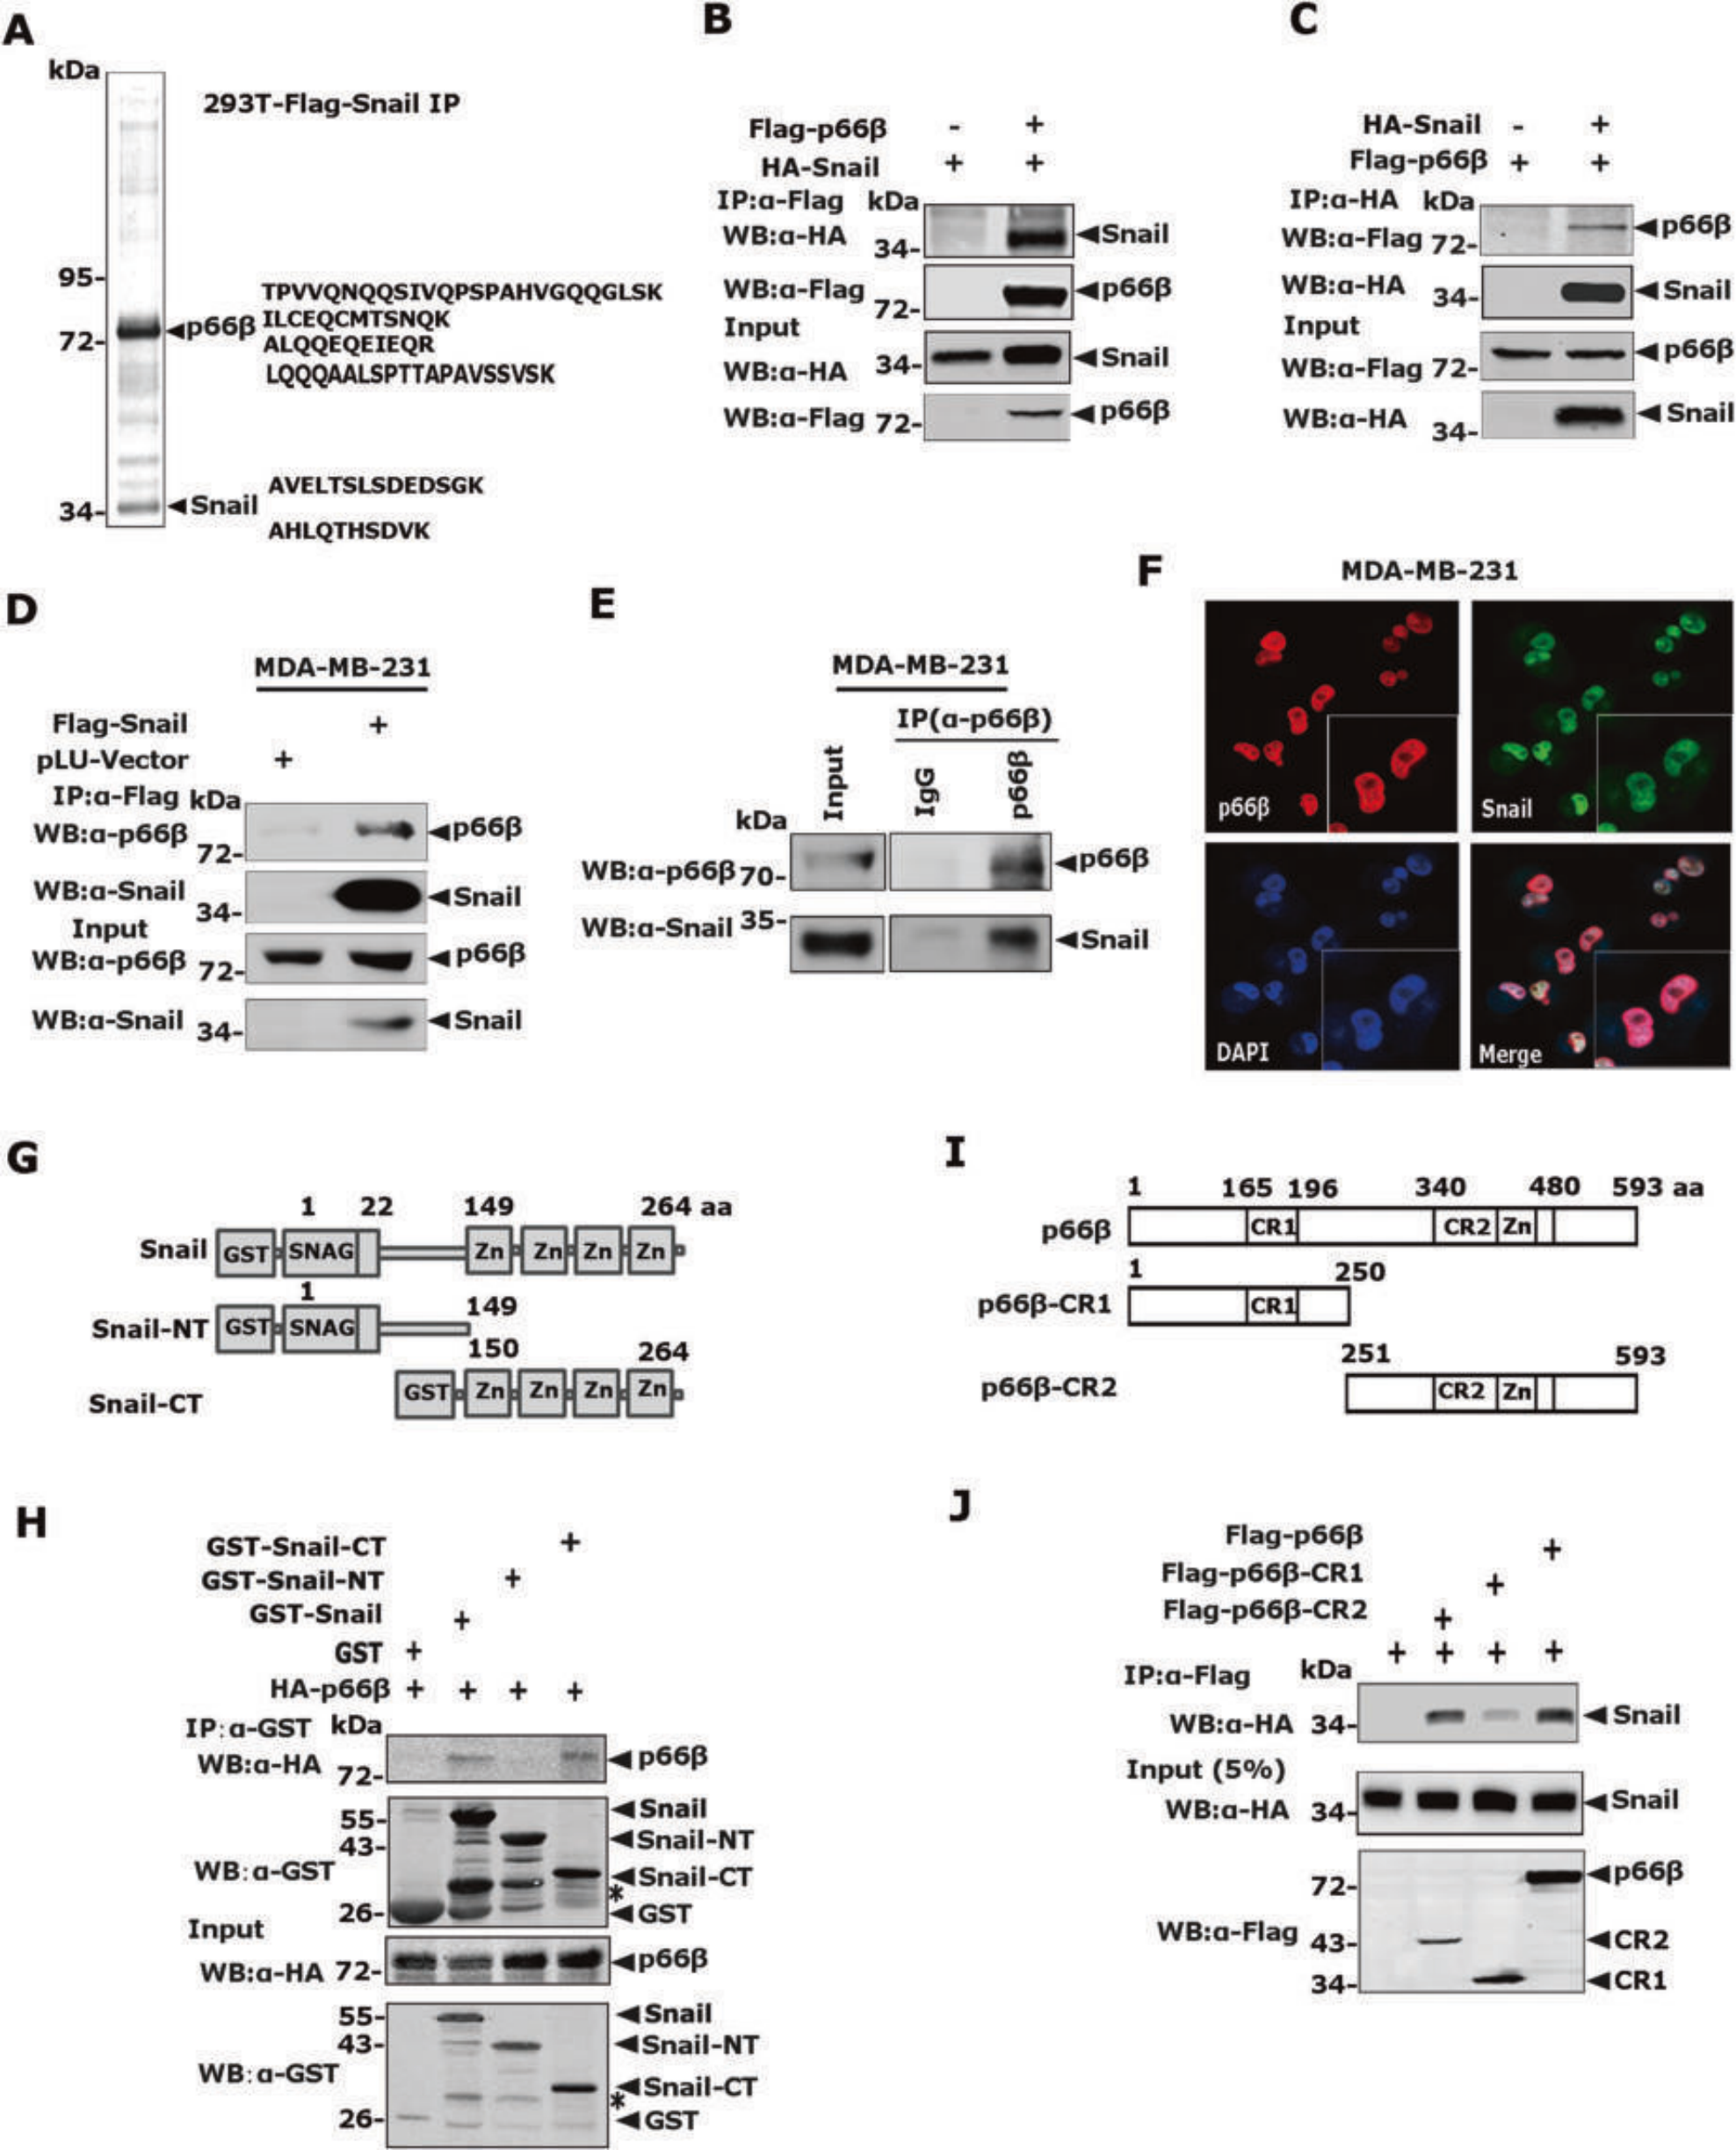 A
kDa
293T-Flag-Snail IP
95-
TPVVQNQQSIVQPSPAHVGQQGLSK
p66β ILCEQCMTSNQK
72-
ALQQEQEIEQR
LQQQAALSPTTAPAVSSVSK
AVELTSLSDEDSGK
34-
Snail
AHLQTHSDVK
B
Flag-p66β - +
HA-Snail + +
IP:α-Flag kDa
WB:α-HA 34- Snail
WB:α-Flag 72- p66β
Input
WB:α-HA 34- Snail
WB:α-Flag 72- p66β
C
HA-Snail - +
Flag-p66β + +
IP:α-HA kDa
WB:α-Flag 72- p66β
WB:α-HA 34- Snail
Input
WB:α-Flag 72- p66β
WB:α-HA 34- Snail
D
MDA-MB-231
Flag-Snail +
pLU-Vector +
IP:α-Flag kDa
WB:α-p66β 72- p66β
WB:α-Snail 34- Snail
Input
WB:α-p66β 72- p66β
WB:α-Snail 34- Snail
E
MDA-MB-231
IP(α-p66β)
Input IgG p66β
kDa
WB:α-p66β 70- p66β
WB:α-Snail 35- Snail
F
MDA-MB-231
p66β
Snail
DAPI
Merge
G
1 22 149 264 aa
Snail GST SNAG Zn Zn Zn Zn
1 149
Snail-NT GST SNAG
150 264
Snail-CT GST Zn Zn Zn Zn
I
1 165 196 340 480 593 aa
p66β CR1 CR2 Zn
1 250
p66β-CR1 CR1
251 593
p66β-CR2 CR2 Zn
H
GST-Snail-CT +
GST-Snail-NT +
GST-Snail +
GST +
HA-p66β + + + +
IP:α-GST kDa
WB:α-HA 72- p66β
55- Snail
43- Snail-NT
WB:α-GST Snail-CT
*
26- GST
Input
WB:α-HA 72- p66β
55- Snail
43- Snail-NT
WB:α-GST Snail-CT
*
26- GST
J
Flag-p66β +
Flag-p66β-CR1 +
Flag-p66β-CR2 +
+ + + +
IP:α-Flag kDa
WB:α-HA 34- Snail
Input (5%)
WB:α-HA 34- Snail
72- p66β
WB:α-Flag 43- CR2
34- CR1